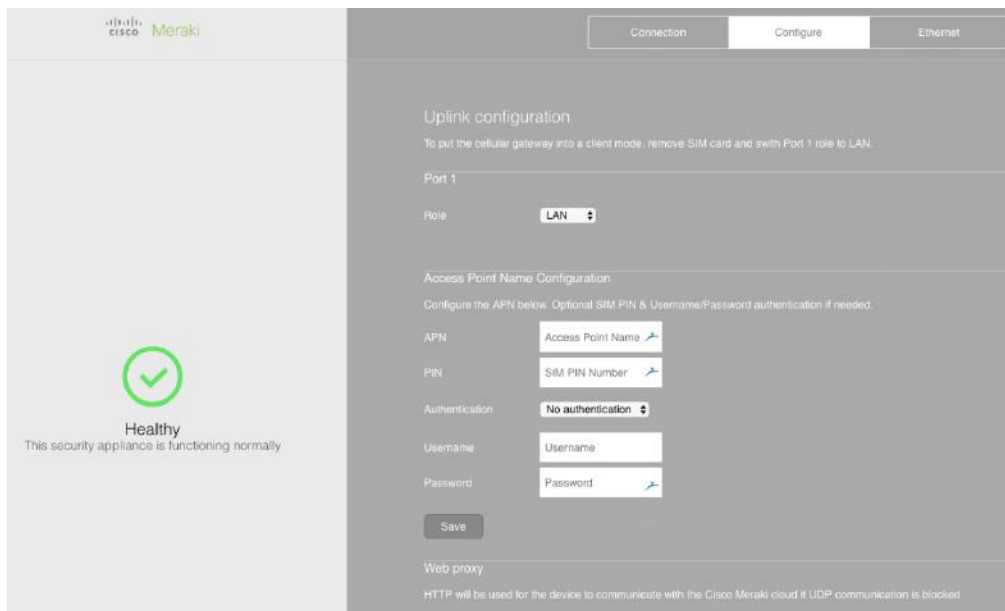 cisco Meraki
Connection
Configure
Ethernet
Uplink configuration
To put the cellular gateway into a client mode, remove SIM card and swith Port 1 role to LAN.
Port 1
Role
LAN
Access Point Name Configuration
Configure the APN below. Optional SIM PIN & Username/Password authentication if needed.
APN
Access Point Name
PIN
SIM PIN Number
Authentication
No authentication
Username
Username
Password
Password
Save
Web proxy
HTTP will be used for the device to communicate with the Cisco Meraki cloud if UDP communication is blocked
Healthy
This security appliance is functioning normally